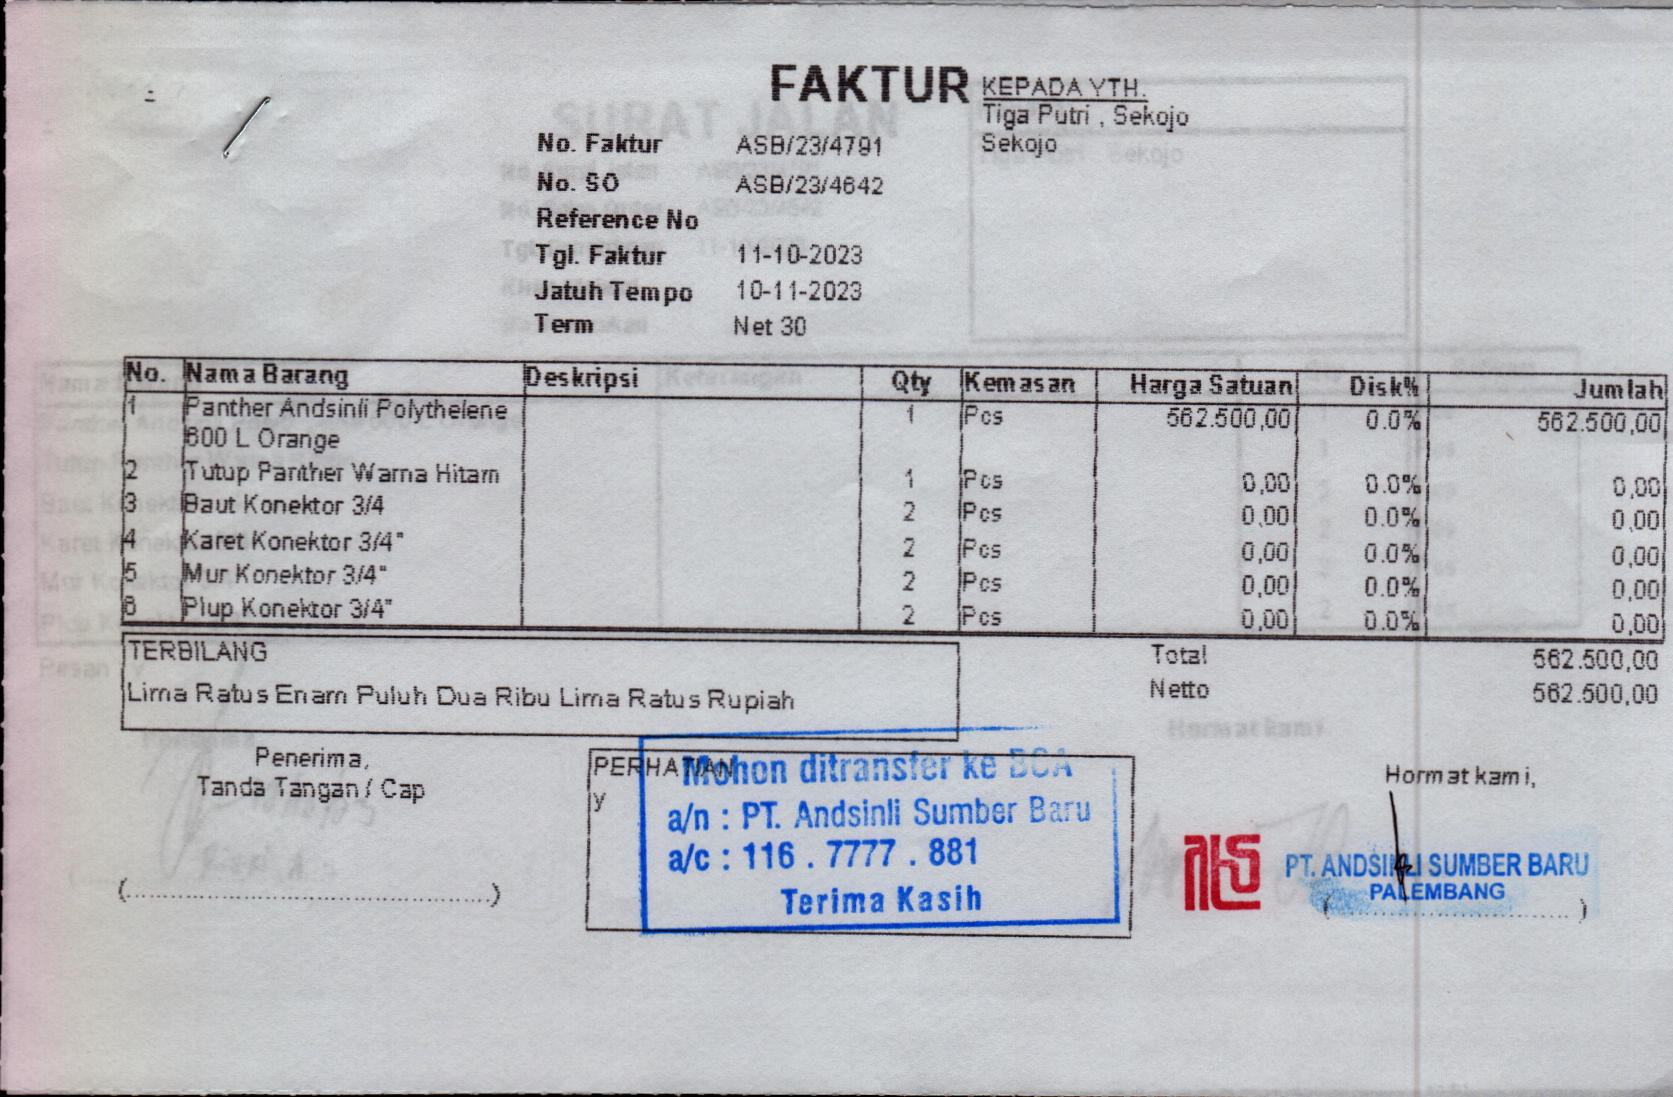 FAKTUR
KEPADA YTH.
Tiga Putri , Sekojo
Sekojo
No. Faktur ASB/23/4791
No. SO ASB/23/4642
Reference No
Tgl. Faktur 11-10-2023
Jatuh Tempo 10-11-2023
Term Net 30
No. Nama Barang Deskripsi Qty Kemasan Harga Satuan Disk% Jumlah
1 Panther Andsinli Polythelene 1 Pcs 562.500,00 0.0% 562.500,00
600 L Orange
2 Tutup Panther Warna Hitam 1 Pcs 0,00 0.0% 0,00
3 Baut Konektor 3/4 2 Pcs 0,00 0.0% 0,00
4 Karet Konektor 3/4" 2 Pcs 0,00 0.0% 0,00
5 Mur Konektor 3/4" 2 Pcs 0,00 0.0% 0,00
6 Plup Konektor 3/4" 2 Pcs 0,00 0.0% 0,00
TERBILANG
Lima Ratus Enam Puluh Dua Ribu Lima Ratus Rupiah
Total 562.500,00
Netto 562.500,00
Penerima,
Tanda Tangan / Cap
(..........................................)
PERHATIAN
y
Mohon ditransfer ke BCA
a/n : PT. Andsinli Sumber Baru
a/c : 116 . 7777 . 881
Terima Kasih
Hormat kami,
PT. ANDSINLI SUMBER BARU
PALEMBANG
(..............................)